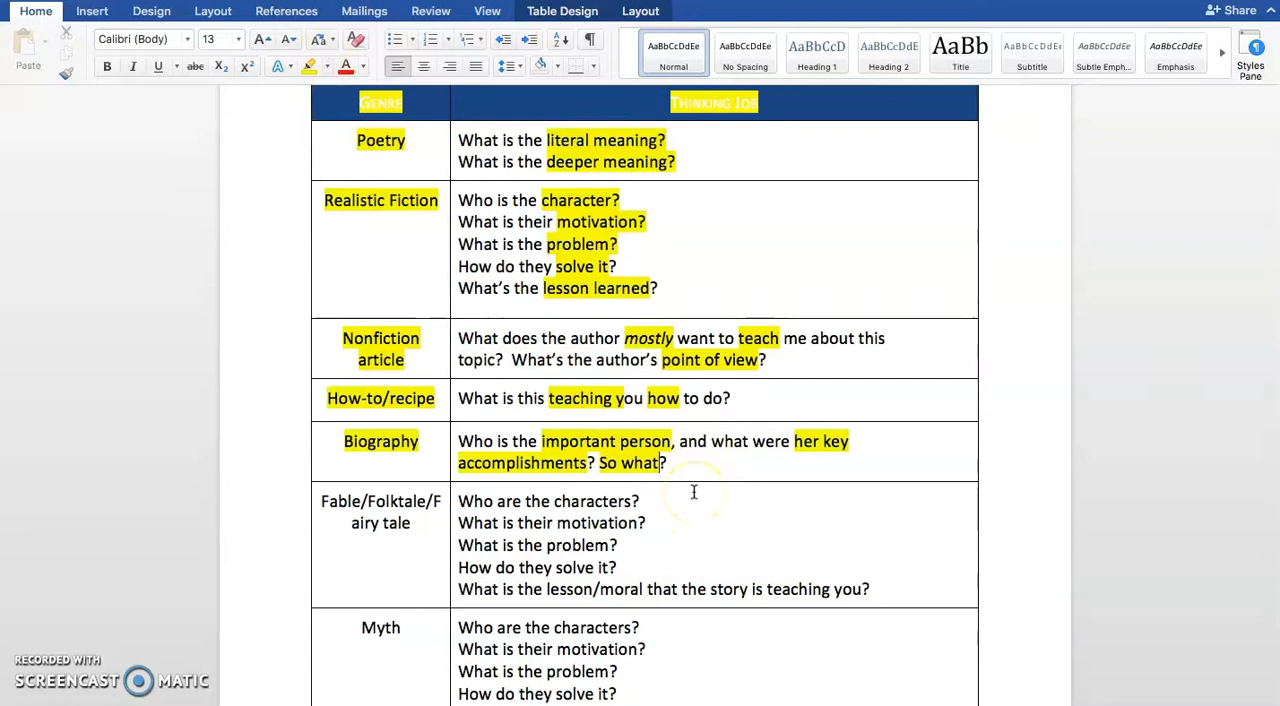 Home Insert Design Layout References Mailings Review View Table Design Layout Share
Paste Calibri (Body) 13 Aa
B I U abc X2 X2 A A
AaBbCcDdEe AaBbCcDdEe AaBbCcD AaBbCcDdE AaBb AaBbCcDdEe AaBbCcDdEe AaBbCcDdEe
Normal No Spacing Heading 1 Heading 2 Title Subtitle Subtle Emph... Emphasis
Styles
Pane
GENRE THINKING JOB
Poetry What is the literal meaning?
What is the deeper meaning?
Realistic Fiction Who is the character?
What is their motivation?
What is the problem?
How do they solve it?
What's the lesson learned?
Nonfiction
article
What does the author mostly want to teach me about this
topic? What's the author's point of view?
How-to/recipe What is this teaching you how to do?
Biography Who is the important person, and what were her key
accomplishments? So what?
Fable/Folktale/F
airy tale
Who are the characters?
What is their motivation?
What is the problem?
How do they solve it?
What is the lesson/moral that the story is teaching you?
Myth Who are the characters?
What is their motivation?
What is the problem?
How do they solve it?
RECORDED WITH
SCREENCAST MATIC